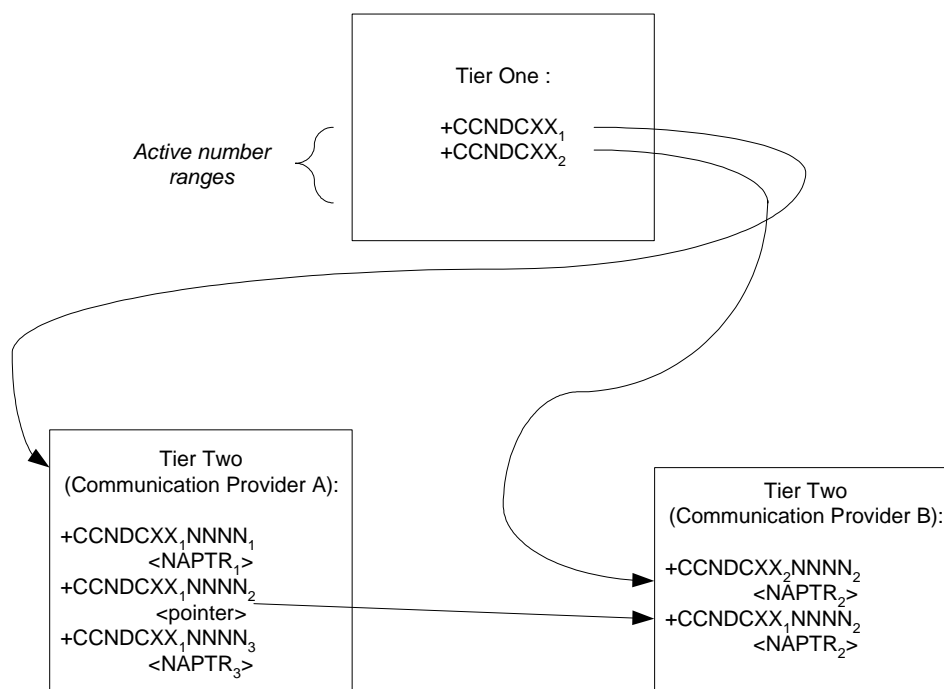 Tier One :
+CCNDCXX₁
+CCNDCXX₂
Active number
ranges
Tier Two
(Communication Provider A):
+CCNDCXX₁NNNN₁
<NAPTR₁>
+CCNDCXX₁NNNN₂
<pointer>
+CCNDCXX₁NNNN₃
<NAPTR₃>
Tier Two
(Communication Provider B):
+CCNDCXX₂NNNN₂
<NAPTR₂>
+CCNDCXX₁NNNN₂
<NAPTR₂>